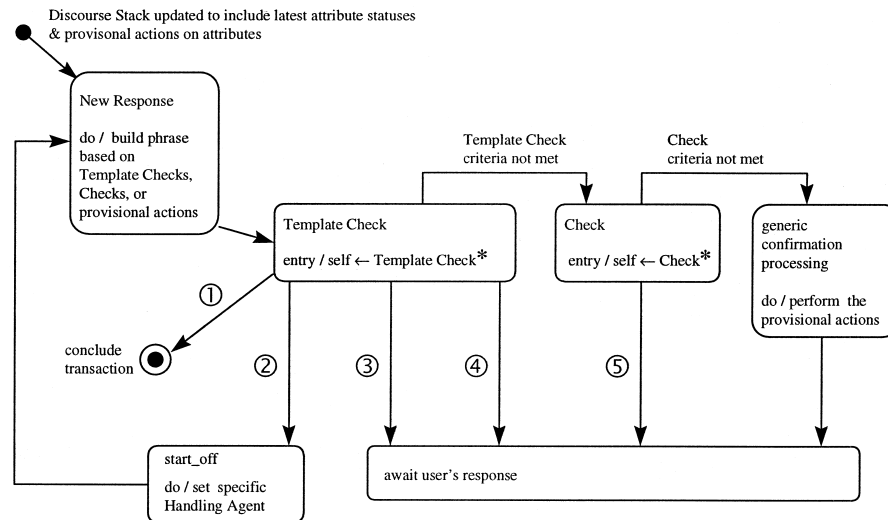 Discourse Stack updated to include latest attribute statuses
& provisonal actions on attributes
New Response
do / build phrase
based on
Template Checks,
Checks, or
provisional actions
Template Check
criteria not met
Check
criteria not met
Template Check
entry / self ← Template Check*
Check
entry / self ← Check*
generic
confirmation
processing
do / perform the
provisional actions
①
conclude
transaction
②
③
④
⑤
start_off
do / set specific
Handling Agent
await user's response